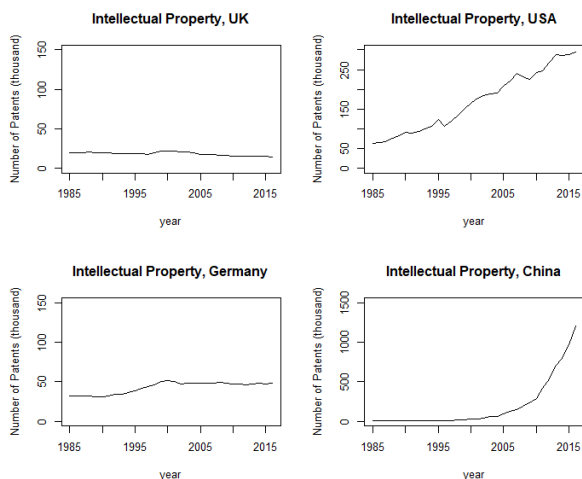 Intellectual Property, UK
Number of Patents (thousand)
0 50 100 150
1985 1995 2005 2015
year
Intellectual Property, USA
Number of Patents (thousand)
0 50 150 250
1985 1995 2005 2015
year
Intellectual Property, Germany
Number of Patents (thousand)
0 50 100 150
1985 1995 2005 2015
year
Intellectual Property, China
Number of Patents (thousand)
0 500 1000 1500
1985 1995 2005 2015
year